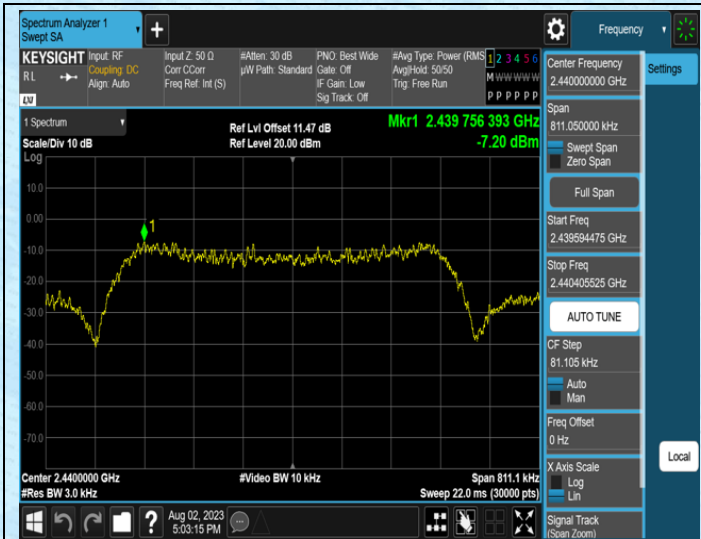 Spectrum Analyzer 1
Swept SA
Frequency
KEYSIGHT
RL
LXI
Input: RF
Coupling: DC
Align: Auto
Input Z: 50 Ω
Corr CCorr
Freq Ref: Int (S)
#Atten: 30 dB
µW Path: Standard
PNO: Best Wide
Gate: Off
IF Gain: Low
Sig Track: Off
#Avg Type: Power (RMS
Avg|Hold: 50/50
Trig: Free Run
1 2 3 4 5 6
M W W W W W
P P P P P P
1 Spectrum
Scale/Div 10 dB
Log
Ref Lvl Offset 11.47 dB
Ref Level 20.00 dBm
Mkr1 2.439 756 393 GHz
-7.20 dBm
10.0
0.00
-10.0
-20.0
-30.0
-40.0
-50.0
-60.0
-70.0
1
Center 2.4400000 GHz
#Res BW 3.0 kHz
#Video BW 10 kHz
Span 811.1 kHz
Sweep 22.0 ms (30000 pts)
?
Aug 02, 2023
5:03:15 PM
Center Frequency
2.440000000 GHz
Span
811.050000 kHz
Swept Span
Zero Span
Full Span
Start Freq
2.439594475 GHz
Stop Freq
2.440405525 GHz
AUTO TUNE
CF Step
81.105 kHz
Auto
Man
Freq Offset
0 Hz
X Axis Scale
Log
Lin
Signal Track
(Span Zoom)
Settings
Local